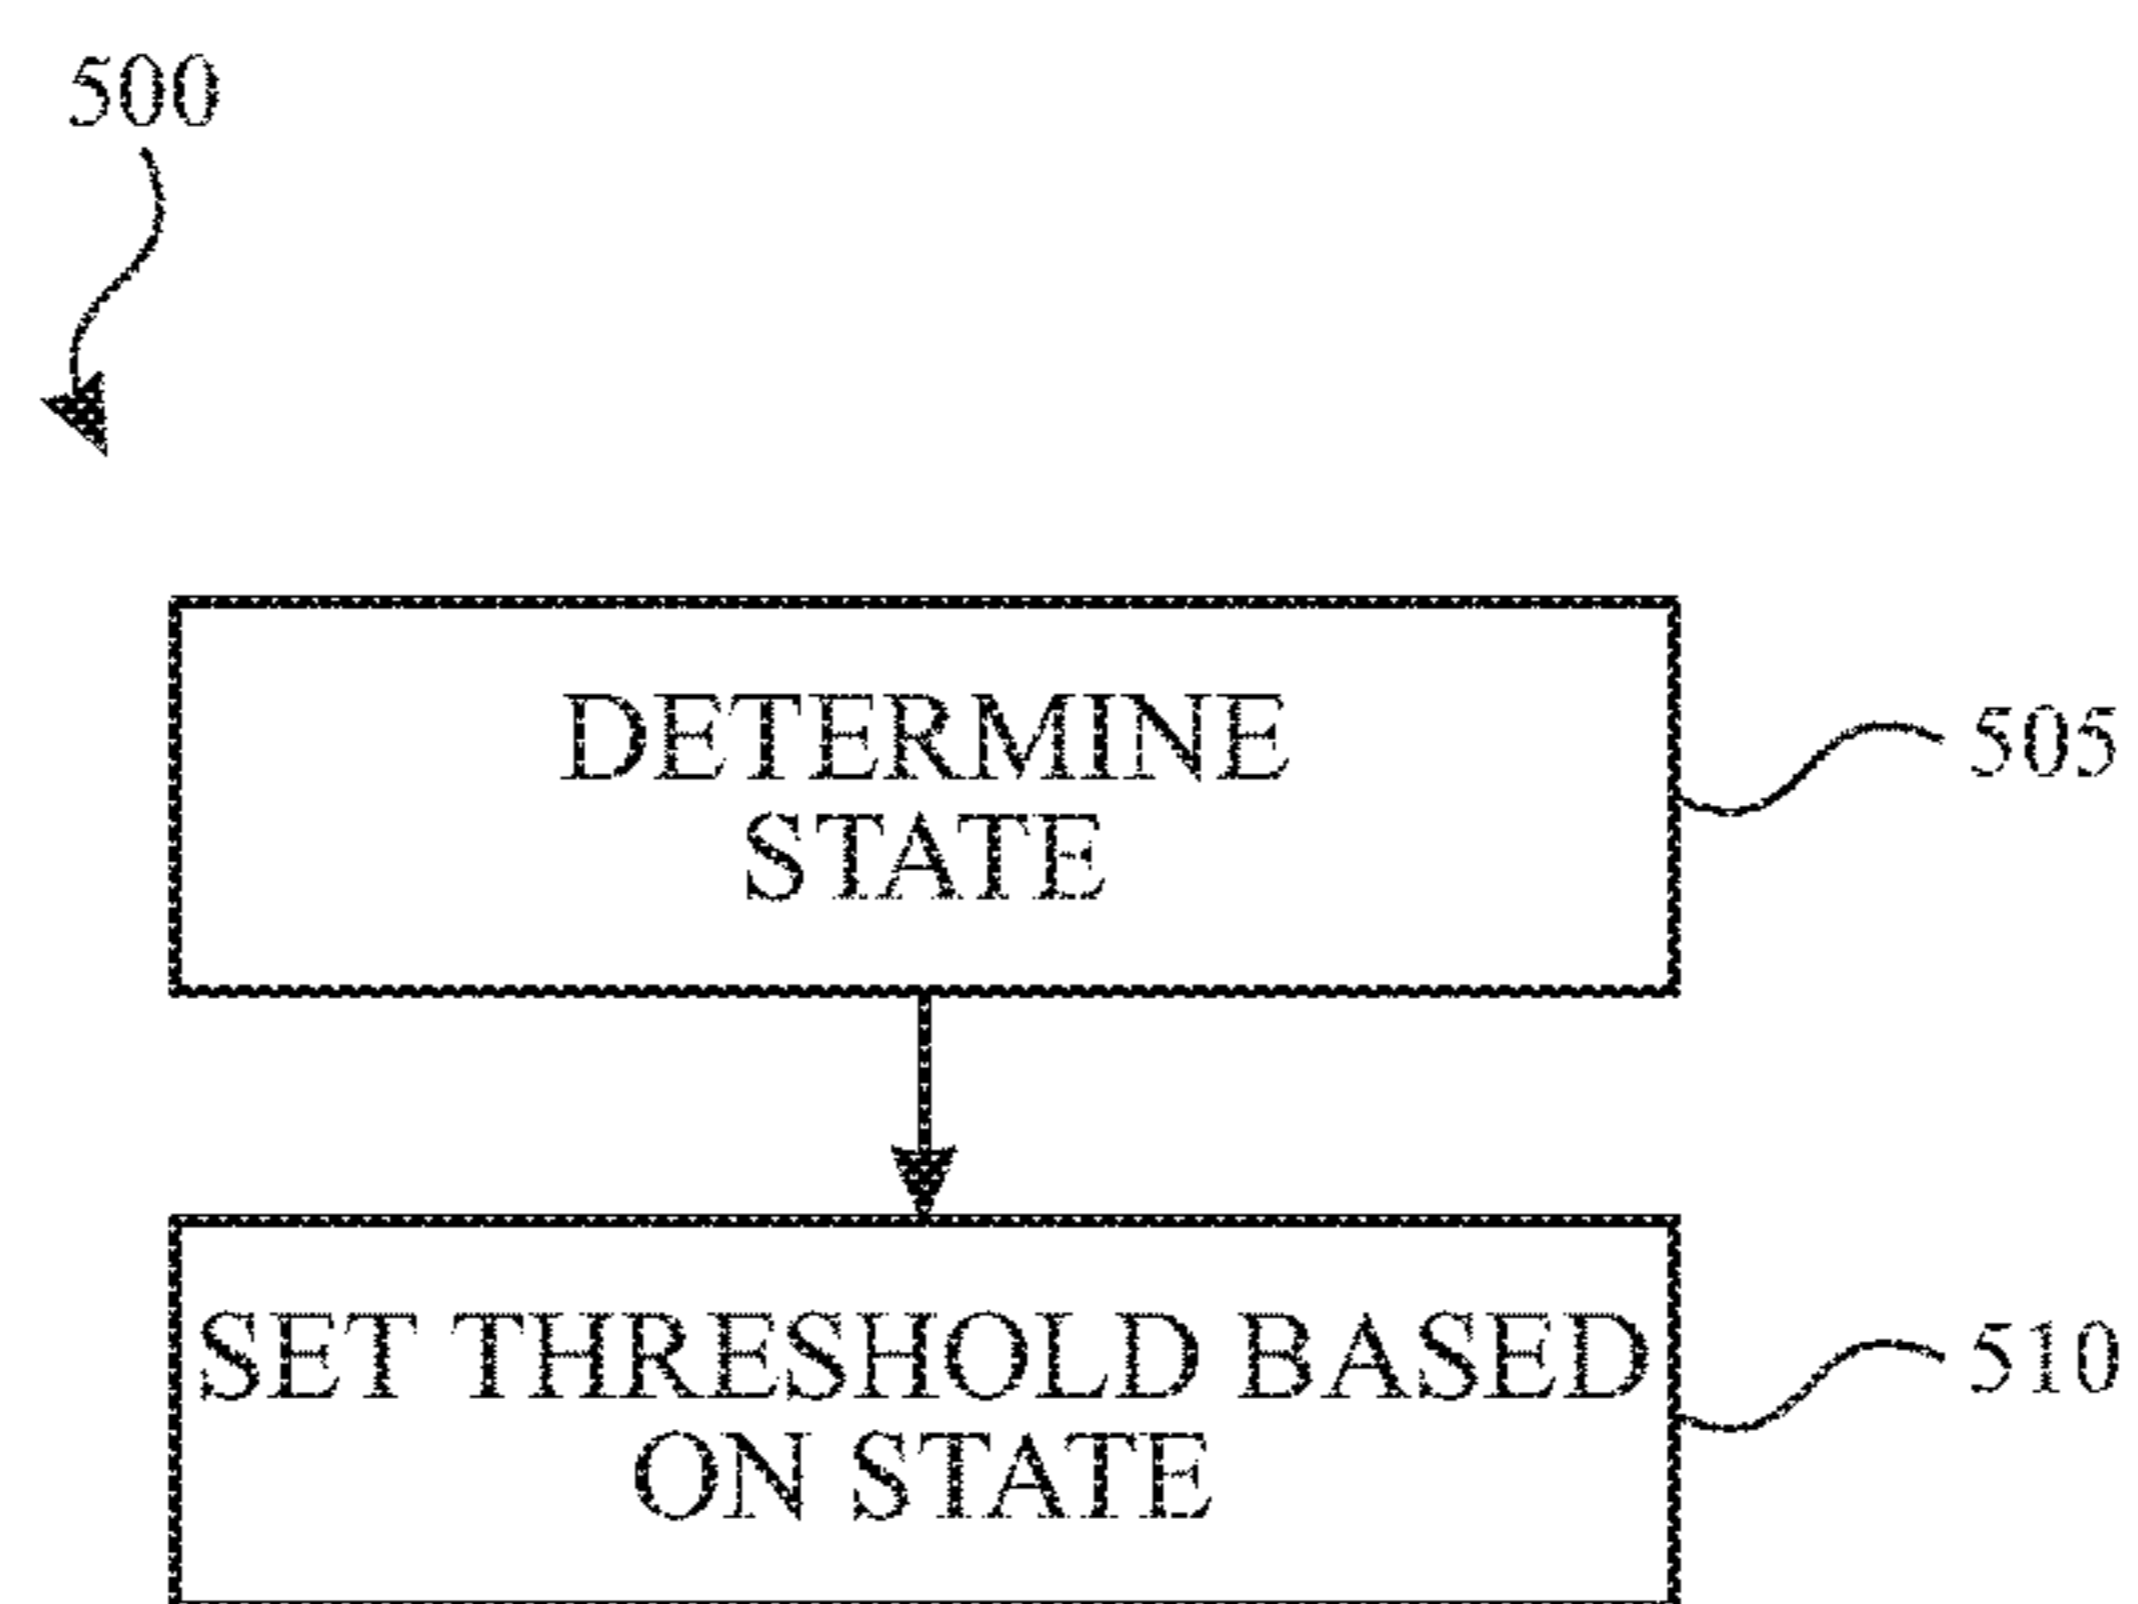 500
DETERMINE
STATE
505
SET THRESHOLD BASED
ON STATE
510